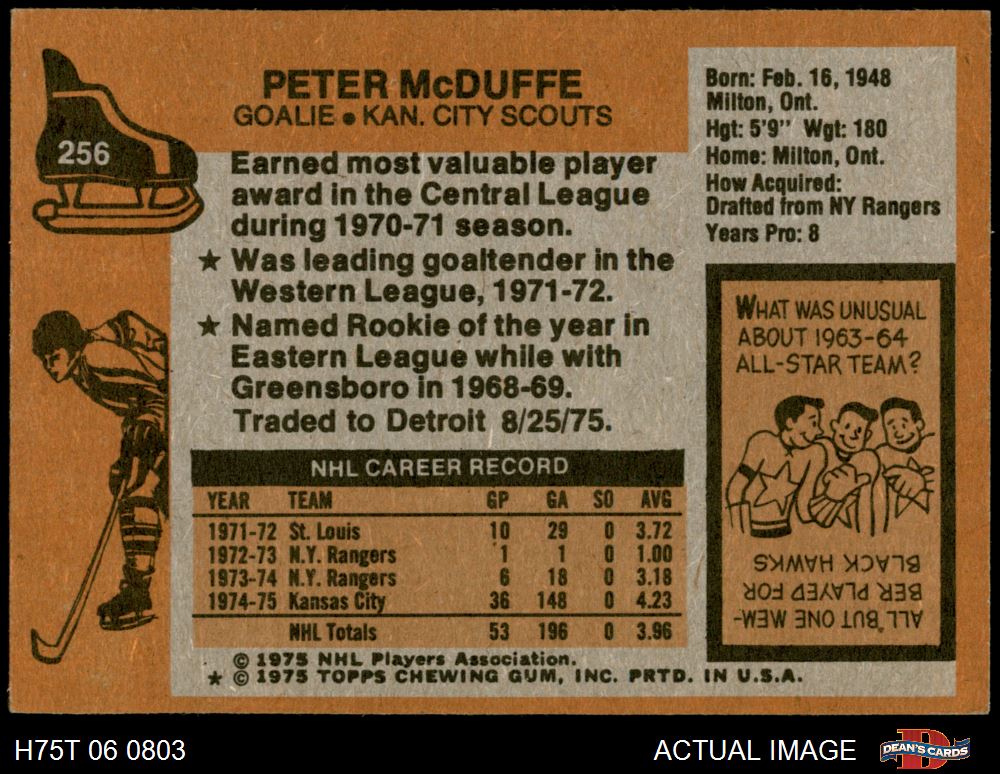 256
PETER McDUFFE
GOALIE • KAN. CITY SCOUTS
Earned most valuable player
award in the Central League
during 1970-71 season.
★ Was leading goaltender in the
Western League, 1971-72.
★ Named Rookie of the year in
Eastern League while with
Greensboro in 1968-69.
Traded to Detroit 8/25/75.
NHL CAREER RECORD
YEAR TEAM GP GA SO AVG
1971-72 St. Louis 10 29 0 3.72
1972-73 N.Y. Rangers 1 1 0 1.00
1973-74 N.Y. Rangers 6 18 0 3.18
1974-75 Kansas City 36 148 0 4.23
NHL Totals 53 196 0 3.96
© 1975 NHL Players Association.
★ © 1975 TOPPS CHEWING GUM, INC. PRTD. IN U.S.A.
Born: Feb. 16, 1948
Milton, Ont.
Hgt: 5'9" Wgt: 180
Home: Milton, Ont.
How Acquired:
Drafted from NY Rangers
Years Pro: 8
WHAT WAS UNUSUAL
ABOUT 1963-64
ALL-STAR TEAM?
ALL BUT ONE MEM-
BER PLAYED FOR
BLACK HAWKS
H75T 06 0803
ACTUAL IMAGE
DEAN'S CARDS